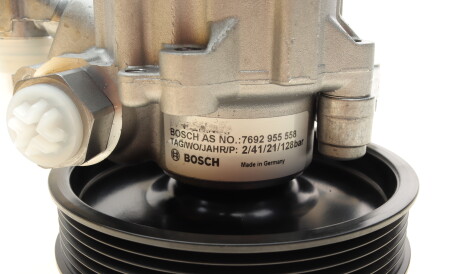 BOSCH AS NO.:7692 955 558
TAG/WO/JAHR/P: 2/41/21/128bar
BOSCH Made in Germany